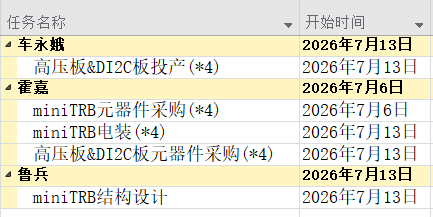 任务名称 开始时间
车永娥 2026年7月13日
高压板&DI2C板投产(*4) 2026年7月13日
霍嘉 2026年7月6日
miniTRB元器件采购(*4) 2026年7月6日
miniTRB电装(*4) 2026年7月13日
高压板&DI2C板元器件采购(*4) 2026年7月13日
鲁兵 2026年7月13日
miniTRB结构设计 2026年7月13日